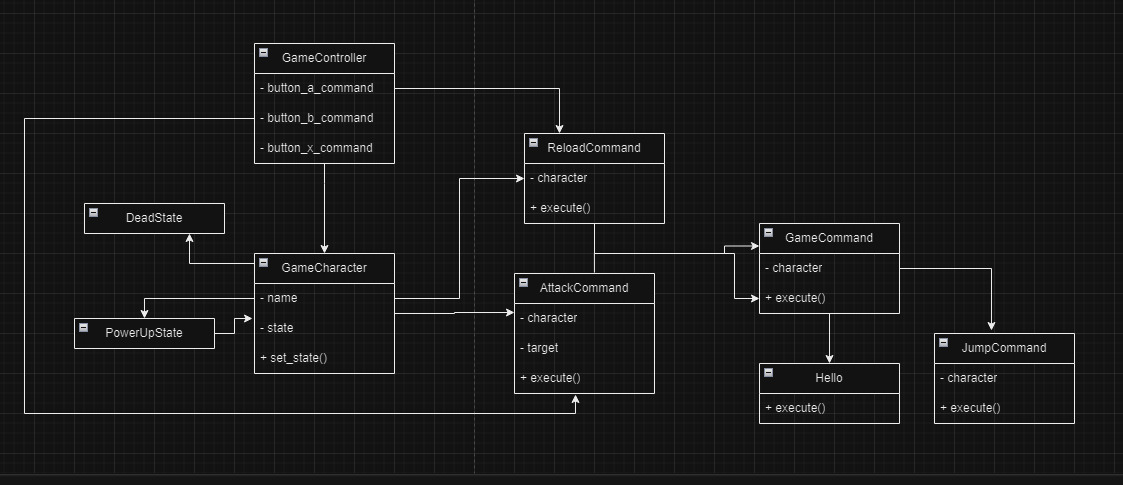 GameController
- button_a_command
- button_b_command
- button_x_command
ReloadCommand
- character
+ execute()
DeadState
GameCommand
- character
+ execute()
GameCharacter
- name
- state
+ set_state()
AttackCommand
- character
- target
+ execute()
PowerUpState
JumpCommand
- character
+ execute()
Hello
+ execute()